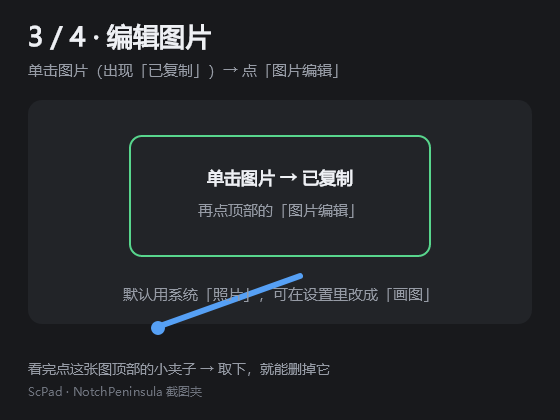 3 / 4 · 编辑图片
单击图片（出现「已复制」）→ 点「图片编辑」
单击图片 → 已复制
再点顶部的「图片编辑」
默认用系统「照片」，可在设置里改成「画图」
看完点这张图顶部的小夹子 → 取下，就能删掉它
ScPad · NotchPeninsula 截图夹